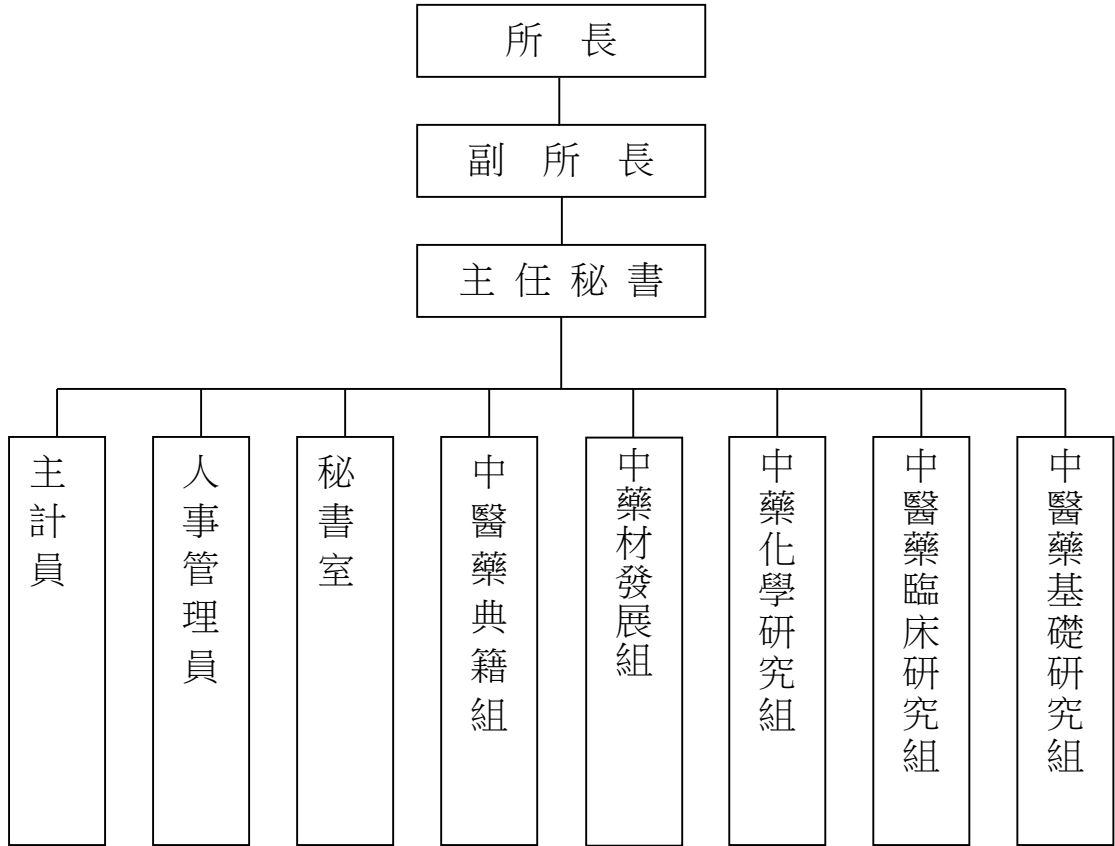 所長
副所長
主任秘書
主計員
人事管理員
秘書室
中醫藥典籍組
中藥材發展組
中藥化學研究組
中醫藥臨床研究組
中醫藥基礎研究組